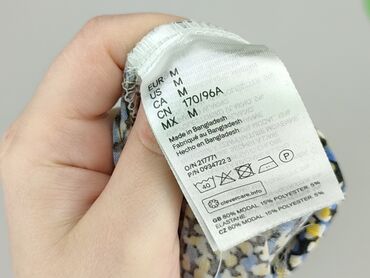 EUR M
US M
CA M
CN 170/96A
MX M
Made in Bangladesh
Fabriqué au Bangladesh
Hecho en Bangladesh
O/N 217771
P/N 0934722 3
40
P
clevercare.info
GB 80% MODAL 15% POLYESTER 5%
ELASTANE
CZ 80% MODAL 15% POLYESTER 5%